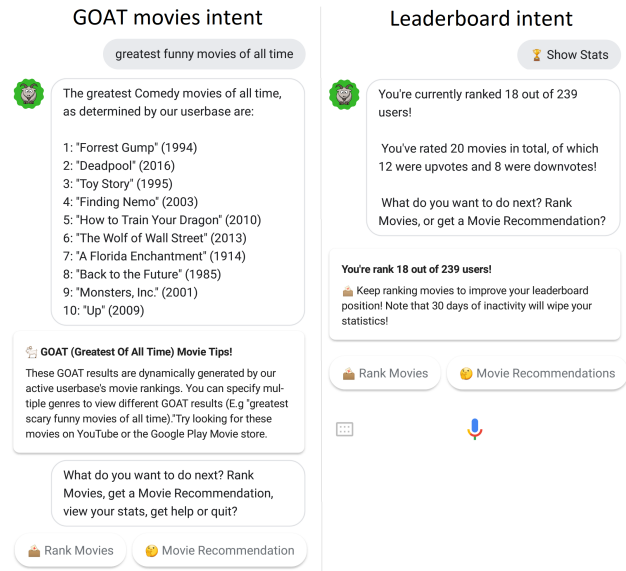 GOAT movies intent
greatest funny movies of all time
The greatest Comedy movies of all time,
as determined by our userbase are:
1: "Forrest Gump" (1994)
2: "Deadpool" (2016)
3: "Toy Story" (1995)
4: "Finding Nemo" (2003)
5: "How to Train Your Dragon" (2010)
6: "The Wolf of Wall Street" (2013)
7: "A Florida Enchantment" (1914)
8: "Back to the Future" (1985)
9: "Monsters, Inc." (2001)
10: "Up" (2009)
🐐 GOAT (Greatest Of All Time) Movie Tips!
These GOAT results are dynamically generated by our
active userbase's movie rankings. You can specify mul-
tiple genres to view different GOAT results (E.g "greatest
scary funny movies of all time)."Try looking for these
movies on YouTube or the Google Play Movie store.
What do you want to do next? Rank
Movies, get a Movie Recommendation,
view your stats, get help or quit?
🗳️ Rank Movies
🤔 Movie Recommendation
Leaderboard intent
🏆 Show Stats
You're currently ranked 18 out of 239
users!
You've rated 20 movies in total, of which
12 were upvotes and 8 were downvotes!
What do you want to do next? Rank
Movies, or get a Movie Recommendation?
You're rank 18 out of 239 users!
🗳️ Keep ranking movies to improve your leaderboard
position! Note that 30 days of inactivity will wipe your
statistics!
🗳️ Rank Movies
🤔 Movie Recommendations